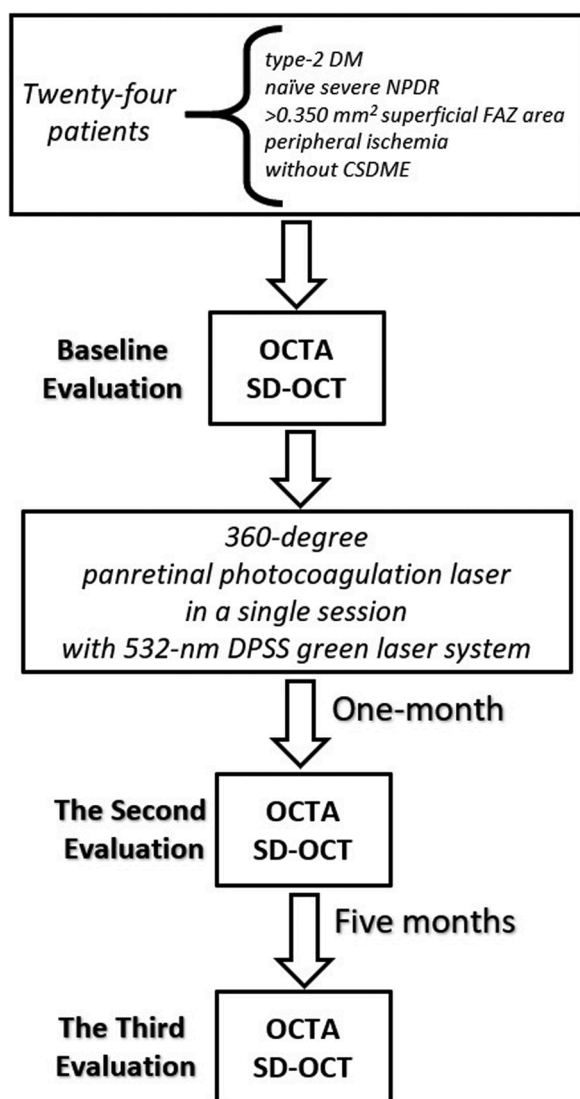 Twenty-four
patients
type-2 DM
naïve severe NPDR
>0.350 mm² superficial FAZ area
peripheral ischemia
without CSDME
Baseline
Evaluation
OCTA
SD-OCT
360-degree
panretinal photocoagulation laser
in a single session
with 532-nm DPSS green laser system
One-month
The Second
Evaluation
OCTA
SD-OCT
Five months
The Third
Evaluation
OCTA
SD-OCT